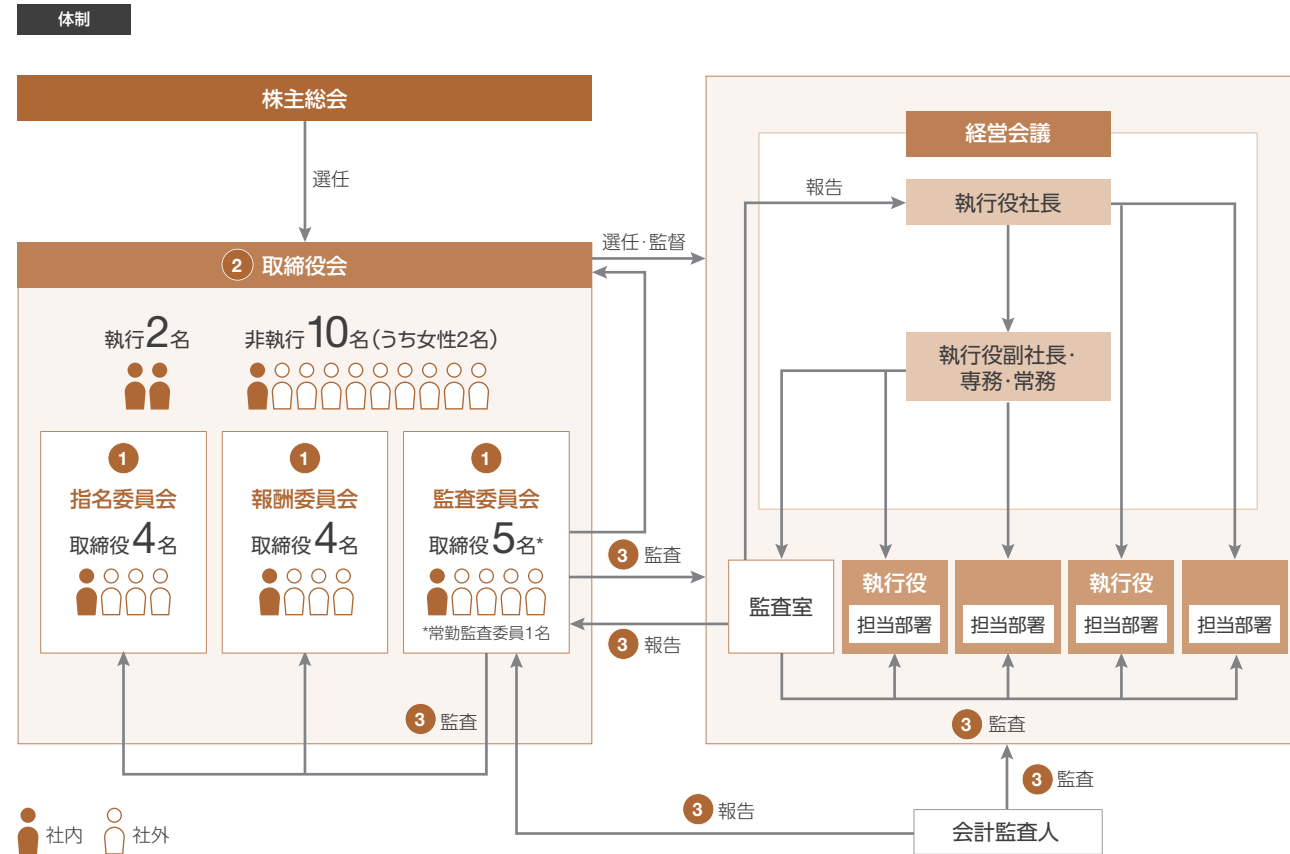 体制
株主総会
選任
2 取締役会
執行2名
非執行10名(うち女性2名)
1
指名委員会
取締役4名
1
報酬委員会
取締役4名
1
監査委員会
取締役5名*
*常勤監査委員1名
3 監査
社内
社外
選任・監督
3 監査
3 報告
3 報告
経営会議
報告
執行役社長
執行役副社長・
専務・常務
監査室
執行役
担当部署
担当部署
執行役
担当部署
担当部署
3 監査
3 監査
会計監査人